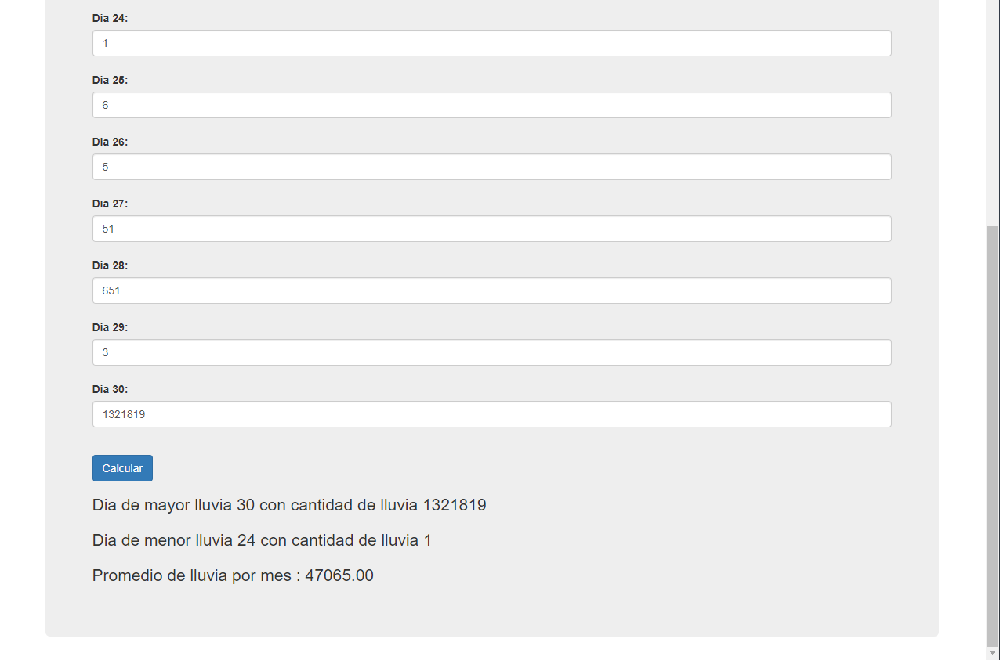 Dia 24:
1
Dia 25:
6
Dia 26:
5
Dia 27:
51
Dia 28:
651
Dia 29:
3
Dia 30:
1321819
Calcular
Dia de mayor lluvia 30 con cantidad de lluvia 1321819
Dia de menor lluvia 24 con cantidad de lluvia 1
Promedio de lluvia por mes : 47065.00